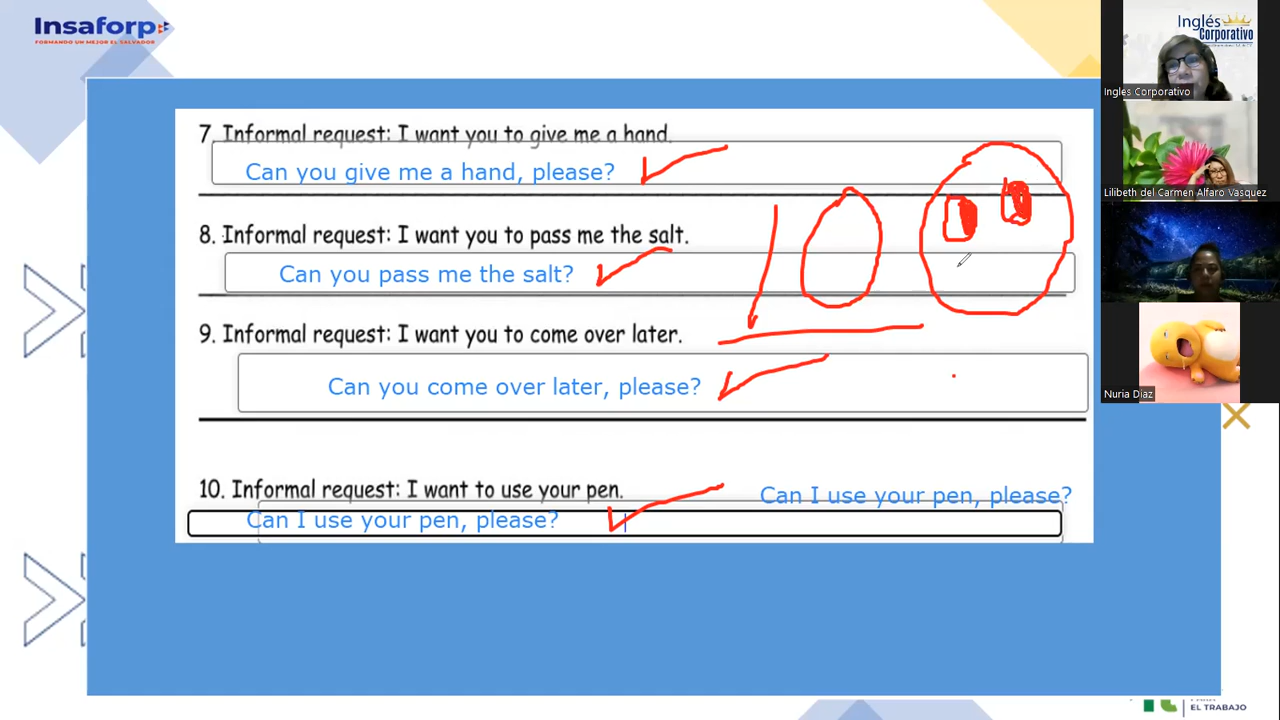 Insaforp
FORMANDO UN MEJOR EL SALVADOR
7. Informal request: I want you to give me a hand.
Can you give me a hand, please?
8. Informal request: I want you to pass me the salt.
Can you pass me the salt?
10
9. Informal request: I want you to come over later.
Can you come over later, please?
10. Informal request: I want to use your pen.
Can I use your pen, please?
Can I use your pen, please?
Inglés
Corporativo
Ingles Corporativo
Lilibeth del Carmen Alfaro Vasquez
Nuria Diaz
EL TRABAJO